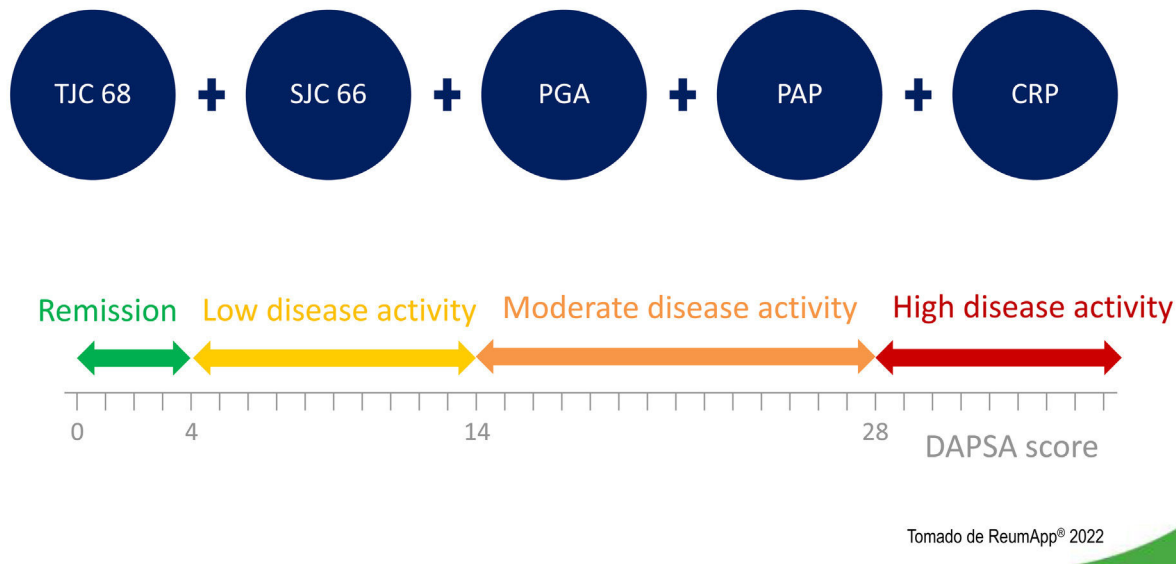 TJC 68 + SJC 66 + PGA + PAP + CRP
Remission Low disease activity Moderate disease activity High disease activity
0 4 14 28
DAPSA score
Tomado de ReumApp® 2022